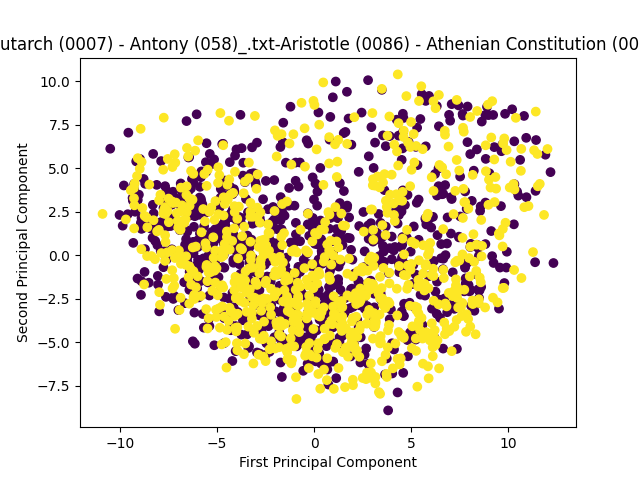 utarch (0007) - Antony (058)_.txt-Aristotle (0086) - Athenian Constitution (00
10.0
7.5
5.0
2.5
0.0
−2.5
−5.0
−7.5
Second Principal Component
−10 −5 0 5 10
First Principal Component